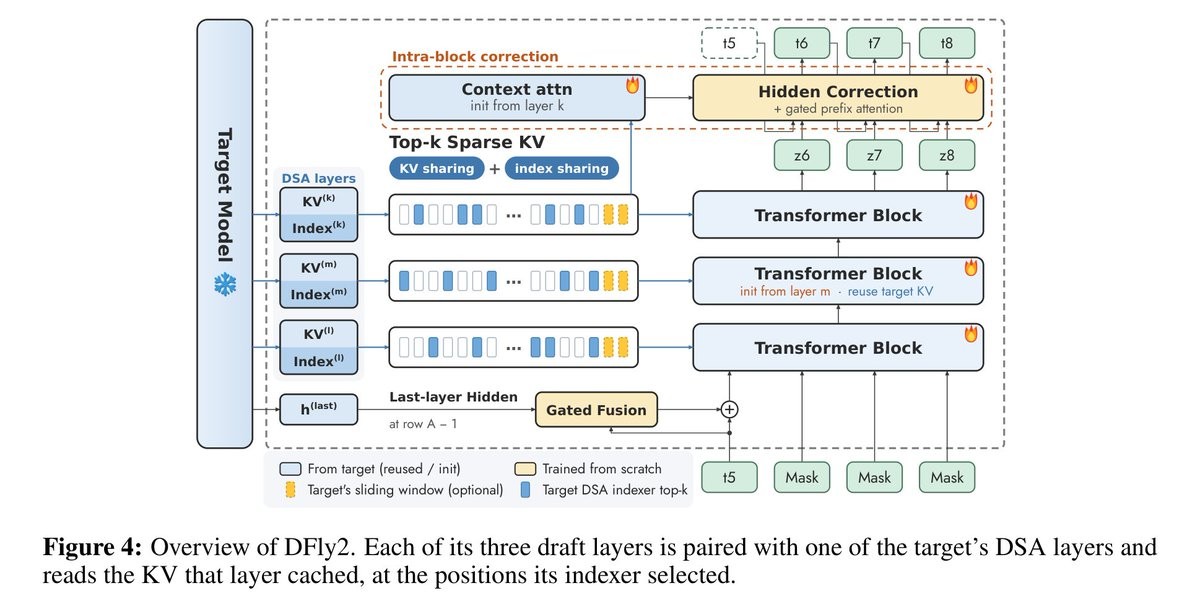 t5
t6
t7
t8
Intra-block correction
Context attn
init from layer k
Hidden Correction
+ gated prefix attention
Target Model
Top-k Sparse KV
KV sharing + index sharing
z6
z7
z8
DSA layers
KV(k)
Index(k)
...
Transformer Block
KV(m)
Index(m)
...
Transformer Block
init from layer m · reuse target KV
KV(l)
Index(l)
...
Transformer Block
h(last)
Last-layer Hidden
at row A − 1
Gated Fusion
+
From target (reused / init)
Trained from scratch
Target's sliding window (optional)
Target DSA indexer top-k
t5
Mask
Mask
Mask
Figure 4: Overview of DFly2. Each of its three draft layers is paired with one of the target's DSA layers and
reads the KV that layer cached, at the positions its indexer selected.